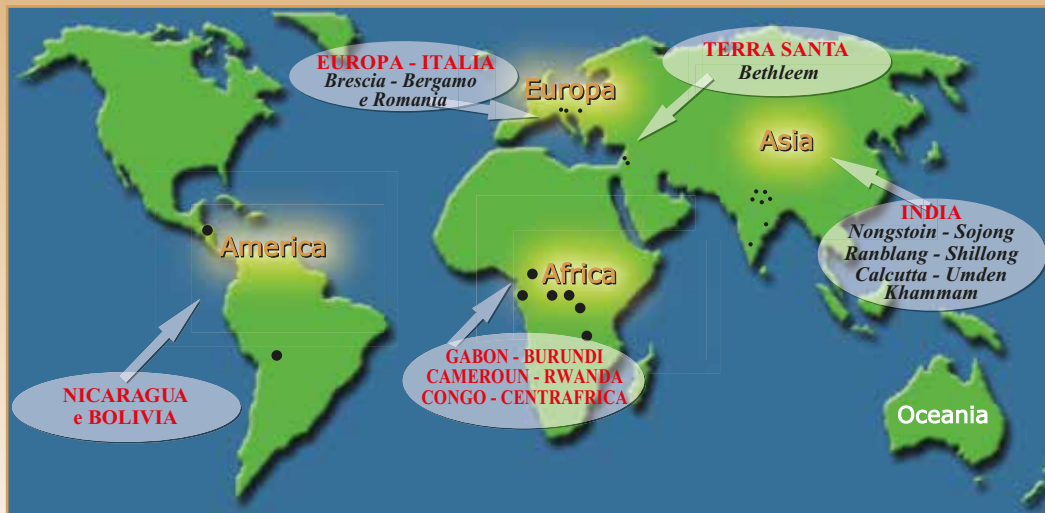 EUROPA - ITALIA
Brescia - Bergamo
e Romania
TERRA SANTA
Bethleem
Europa
Asia
INDIA
Nongstoin - Sojong
Ranblang - Shillong
Calcutta - Umden
Khammam
America
Africa
GABON - BURUNDI
CAMEROUN - RWANDA
CONGO - CENTRAFRICA
NICARAGUA
e BOLIVIA
Oceania